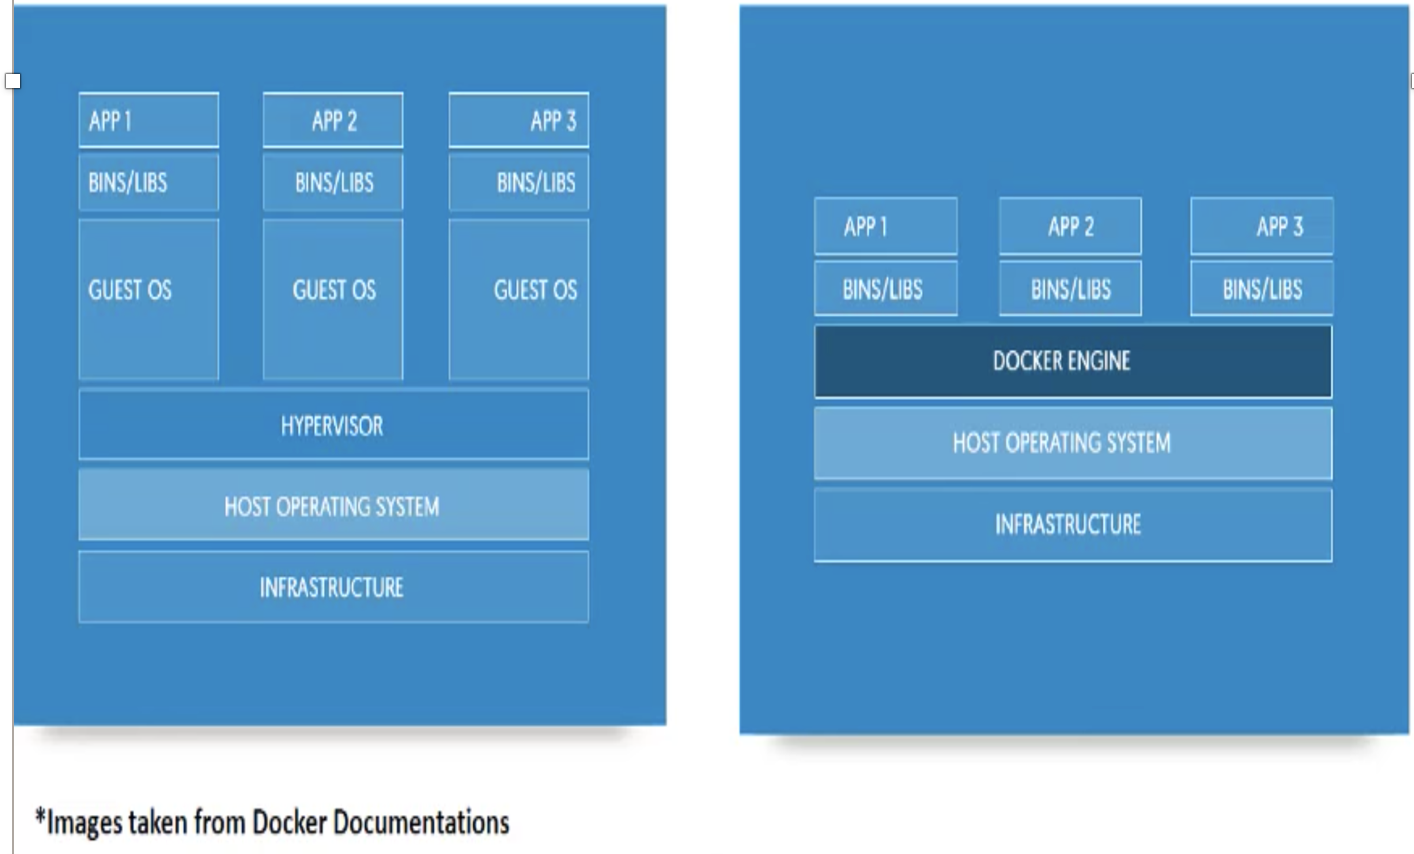 APP 1 APP 2 APP 3
BINS/LIBS BINS/LIBS BINS/LIBS
GUEST OS GUEST OS GUEST OS
HYPERVISOR
HOST OPERATING SYSTEM
INFRASTRUCTURE
APP 1 APP 2 APP 3
BINS/LIBS BINS/LIBS BINS/LIBS
DOCKER ENGINE
HOST OPERATING SYSTEM
INFRASTRUCTURE
*Images taken from Docker Documentations